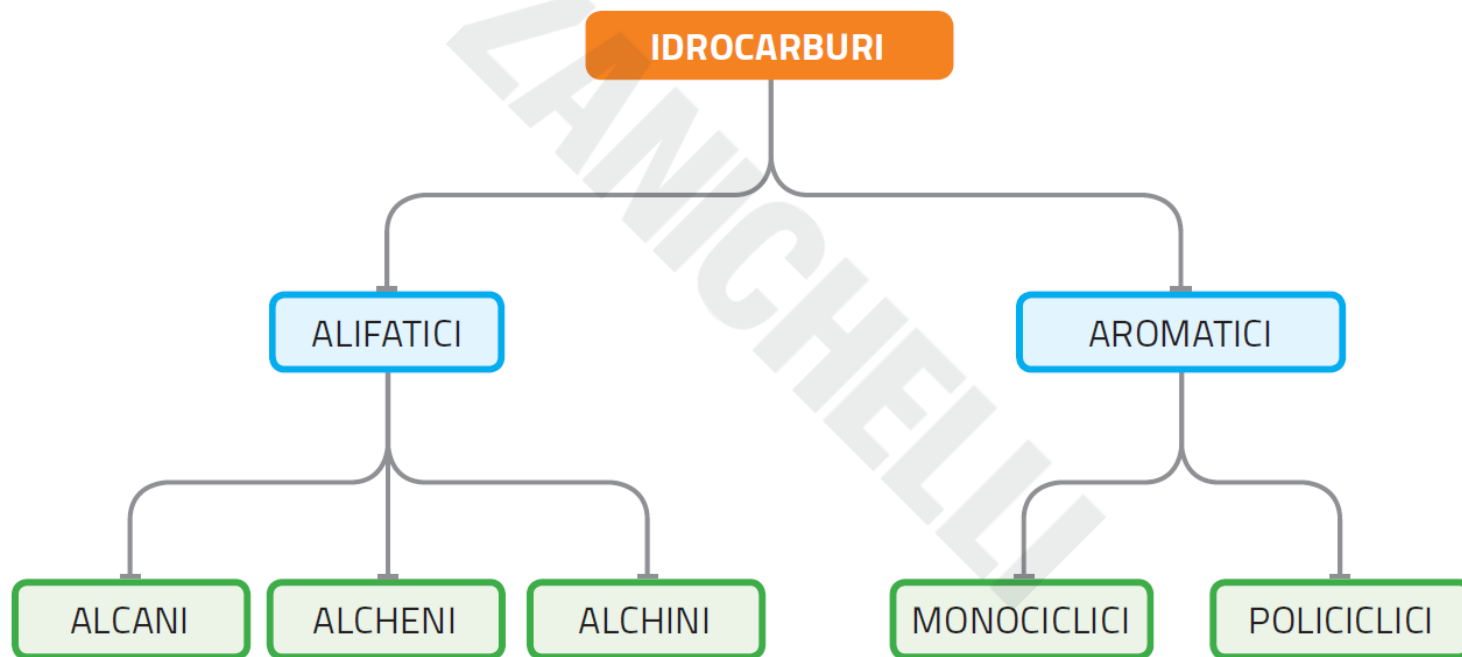 IDROCARBURI
ZANICHELLI
ALIFATICI
AROMATICI
ALCANI
ALCHENI
ALCHINI
MONOCICLICI
POLICICLICI